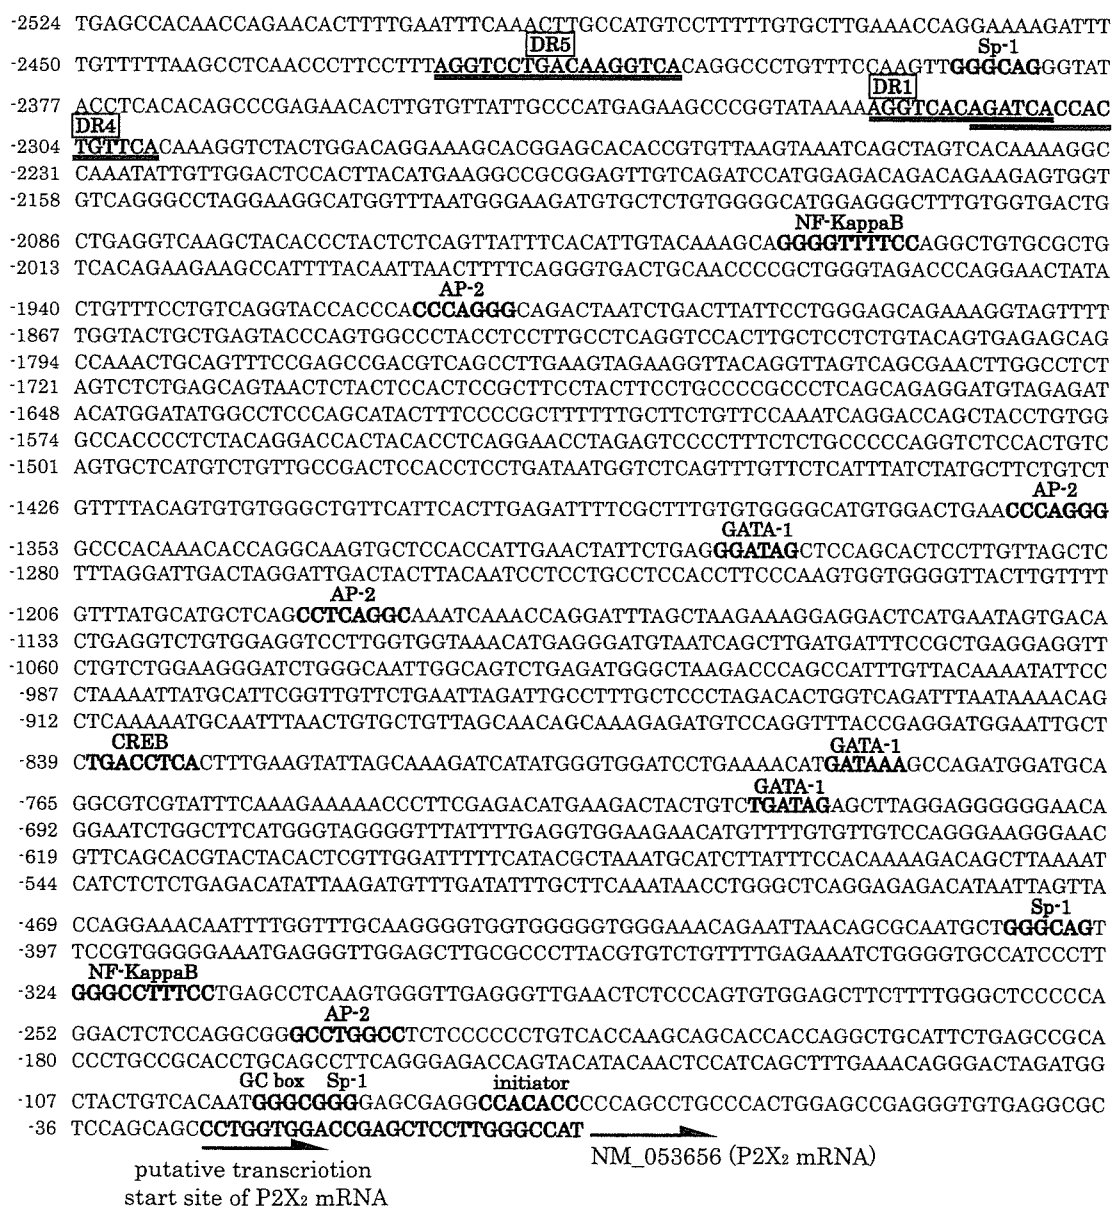 -2524 TGAGCCACAACCAGAACACTTTTGAATTTCAAACTTGCCATGTCCTTTTTGTGCTTGAAACCAGGAAAAGATTT
DR5 Sp-1
-2450 TGTTTTTAAGCCTCAACCCTTCCTTTAGGTCCTGACAAGGTCACAGGCCCTGTTTCCAAGTTGGGCAGGGTAT
DR1
-2377 ACCTCACACAGCCCGAGAACACTTGTGTTATTGCCCATGAGAAGCCCGGTATAAAAAGGTCACAGATCACCAC
DR4
-2304 TGTTCACAAAGGTCTACTGGACAGGAAAGCACGGAGCACACCGTGTTAAGTAAATCAGCTAGTCACAAAAGGC
-2231 CAAATATTGTTGGACTCCACTTACATGAAGGCCGCGGAGTTGTCAGATCCATGGAGACAGACAGAAGAGTGGT
-2158 GTCAGGGCCTAGGAAGGCATGGTTTAATGGGAAGATGTGCTCTGTGGGGCATGGAGGGCTTTGTGGTGACTG
NF-KappaB
-2086 CTGAGGTCAAGCTACACCCTACTCTCAGTTATTTCACATTGTACAAAGCAGGGGTTTTCCAGGCTGTGCGCTG
-2013 TCACAGAAGAAGCCATTTTACAATTAACTTTTCAGGGTGACTGCAACCCCGCTGGGTAGACCCAGGAACTATA
AP-2
-1940 CTGTTTCCTGTCAGGTACCACCCACCCAGGGCAGACTAATCTGACTTATTCCTGGGAGCAGAAAGGTAGTTTT
-1867 TGGTACTGCTGAGTACCCAGTGGCCCTACCTCCTTGCCTCAGGTCCACTTGCTCCTCTGTACAGTGAGAGCAG
-1794 CCAAACTGCAGTTTCCGAGCCGACGTCAGCCTTGAAGTAGAAGGTTACAGGTTAGTCAGCGAACTTGGCCTCT
-1721 AGTCTCTGAGCAGTAACTCTACTCCACTCCGCTTCCTACTTCCTGCCCCGCCCTCAGCAGAGGATGTAGAGAT
-1648 ACATGGATATGGCCTCCCAGCATACTTTCCCCGCTTTTTTGCTTCTGTTCCAAATCAGGACCAGCTACCTGTGG
-1574 GCCACCCCTCTACAGGACCACTACACCTCAGGAACCTAGAGTCCCCTTTCTCTGCCCCCAGGTCTCCACTGTC
-1501 AGTGCTCATGTCTGTTGCCGACTCCACCTCCTGATAATGGTCTCAGTTTGTTCTCATTTATCTATGCTTCTGTCT
AP-2
-1426 GTTTTACAGTGTGTGGGCTGTTCATTCACTTGAGATTTTCGCTTTGTGTGGGGCATGTGGACTGAACCCAGGG
GATA-1
-1353 GCCCACAAACACCAGGCAAGTGCTCCACCATTGAACTATTCTGAGGGATAGCTCCAGCACTCCTTGTTAGCTC
-1280 TTTAGGATTGACTAGGATTGACTACTTACAATCCTCCTGCCTCCACCTTCCCAAGTGGTGGGGTTACTTGTTTT
AP-2
-1206 GTTTATGCATGCTCAGCCTCAGGCAAATCAAACCAGGATTTAGCTAAGAAAGGAGGACTCATGAATAGTGACA
-1133 CTGAGGTCTGTGGAGGTCCTTGGTGGTAAACATGAGGGATGTAATCAGCTTGATGATTTCCGCTGAGGAGGTT
-1060 CTGTCTGGAAGGGATCTGGGCAATTGGCAGTCTGAGATGGGCTAAGACCCAGCCATTTGTTACAAAATATTCC
-987 CTAAAATTATGCATTCGGTTGTTCTGAATTAGATTGCCTTTGCTCCCTAGACACTGGTCAGATTTAATAAAACAG
-912 CTCAAAAATGCAATTTAACTGTGCTGTTAGCAACAGCAAAGAGATGTCCAGGTTTACCGAGGATGGAATTGCT
CREB GATA-1
-839 CTGACCTCACTTTGAAGTATTAGCAAAGATCATATGGGTGGATCCTGAAAACATGATAAAGCCAGATGGATGCA
GATA-1
-765 GGCGTCGTATTTCAAAGAAAAACCCTTCGAGACATGAAGACTACTGTCTGATAGAGCTTAGGAGGGGGGAACA
-692 GGAATCTGGCTTCATGGGTAGGGGTTTATTTTGAGGTGGAAGAACATGTTTTGTGTTGTCCAGGGAAGGGAAC
-619 GTTCAGCACGTACTACACTCGTTGGATTTTTCATACGCTAAATGCATCTTATTTCCACAAAAGACAGCTTAAAAT
-544 CATCTCTCTGAGACATATTAAGATGTTTGATATTTGCTTCAAATAACCTGGGCTCAGGAGAGACATAATTAGTTA
Sp-1
-469 CCAGGAAACAATTTTGGTTTGCAAGGGGTGGTGGGGGTGGGAAACAGAATTAACAGCGCAATGCTGGGCAGT
-397 TCCGTGGGGGAAATGAGGGTTGGAGCTTGCGCCCTTACGTGTCTGTTTTGAGAAATCTGGGGTGCCATCCCTT
NF-KappaB
-324 GGGCCTTTCCTGAGCCTCAAGTGGGTTGAGGGTTGAACTCTCCCAGTGTGGAGCTTCTTTTGGGCTCCCCCA
AP-2
-252 GGACTCTCCAGGCGGGCCTGGCCTCTCCCCCCTGTCACCAAGCAGCACCACCAGGCTGCATTCTGAGCCGCA
-180 CCCTGCCGCACCTGCAGCCTTCAGGGAGACCAGTACATACAACTCCATCAGCTTTGAAACAGGGACTAGATGG
GC box Sp-1 initiator
-107 CTACTGTCACAATGGGCGGGGAGCGAGGCCACACCCCCAGCCTGCCCACTGGAGCCGAGGGTGTGAGGCGC
-36 TCCAGCAGCCCTGGTGGACCGAGCTCCTTGGGCCAT
NM_053656 (P2X₂ mRNA)
putative transcriotion
start site of P2X₂ mRNA